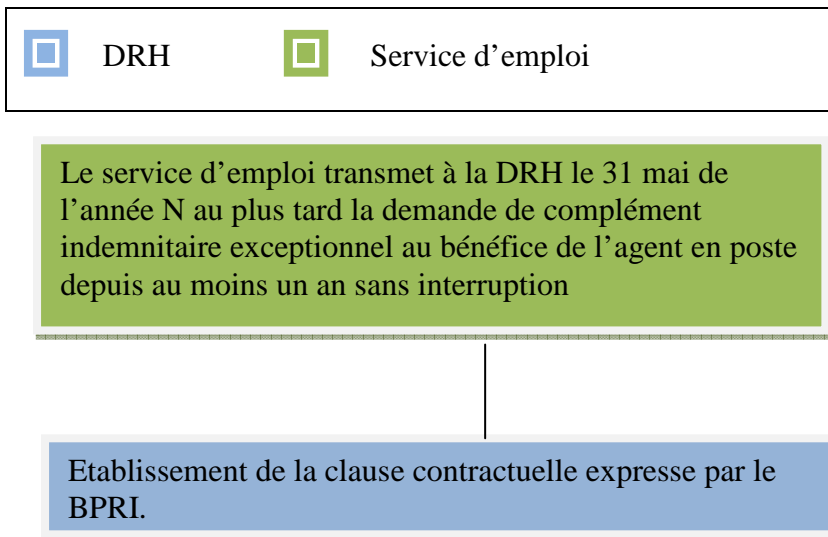 DRH Service d’emploi
Le service d’emploi transmet à la DRH le 31 mai de
l’année N au plus tard la demande de complément
indemnitaire exceptionnel au bénéfice de l’agent en poste
depuis au moins un an sans interruption
Etablissement de la clause contractuelle expresse par le
BPRI.